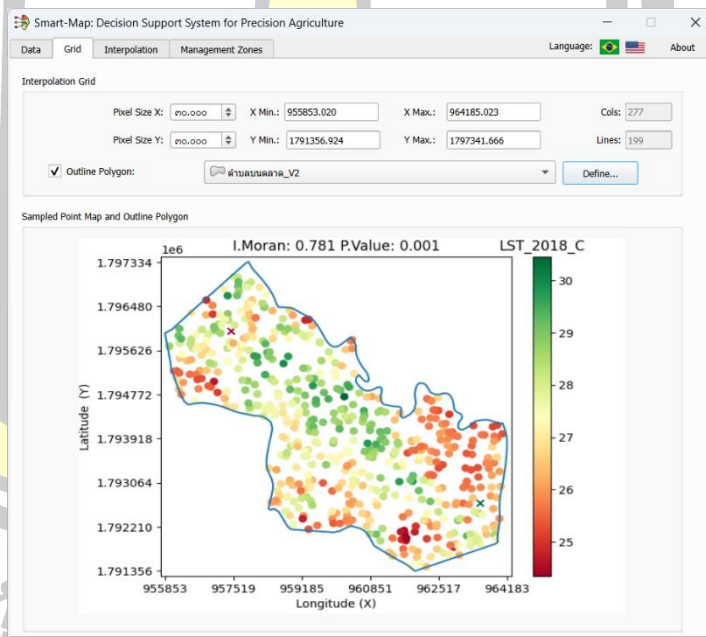 Smart-Map: Decision Support System for Precision Agriculture
Data Grid Interpolation Management Zones Language: About
Interpolation Grid
Pixel Size X: ๓๐.๐๐๐ X Min.: 955853.020 X Max.: 964185.023 Cols: 277
Pixel Size Y: ๓๐.๐๐๐ Y Min.: 1791356.924 Y Max.: 1797341.666 Lines: 199
Outline Polygon: ตำบลบนคลาด_V2 Define...
Sampled Point Map and Outline Polygon
1e6 I.Moran: 0.781 P.Value: 0.001 LST_2018_C
1.797334
1.796480
1.795626
1.794772
1.793918
1.793064
1.792210
1.791356
Latitude (Y)
955853 957519 959185 960851 962517 964183
Longitude (X)
30
29
28
27
26
25